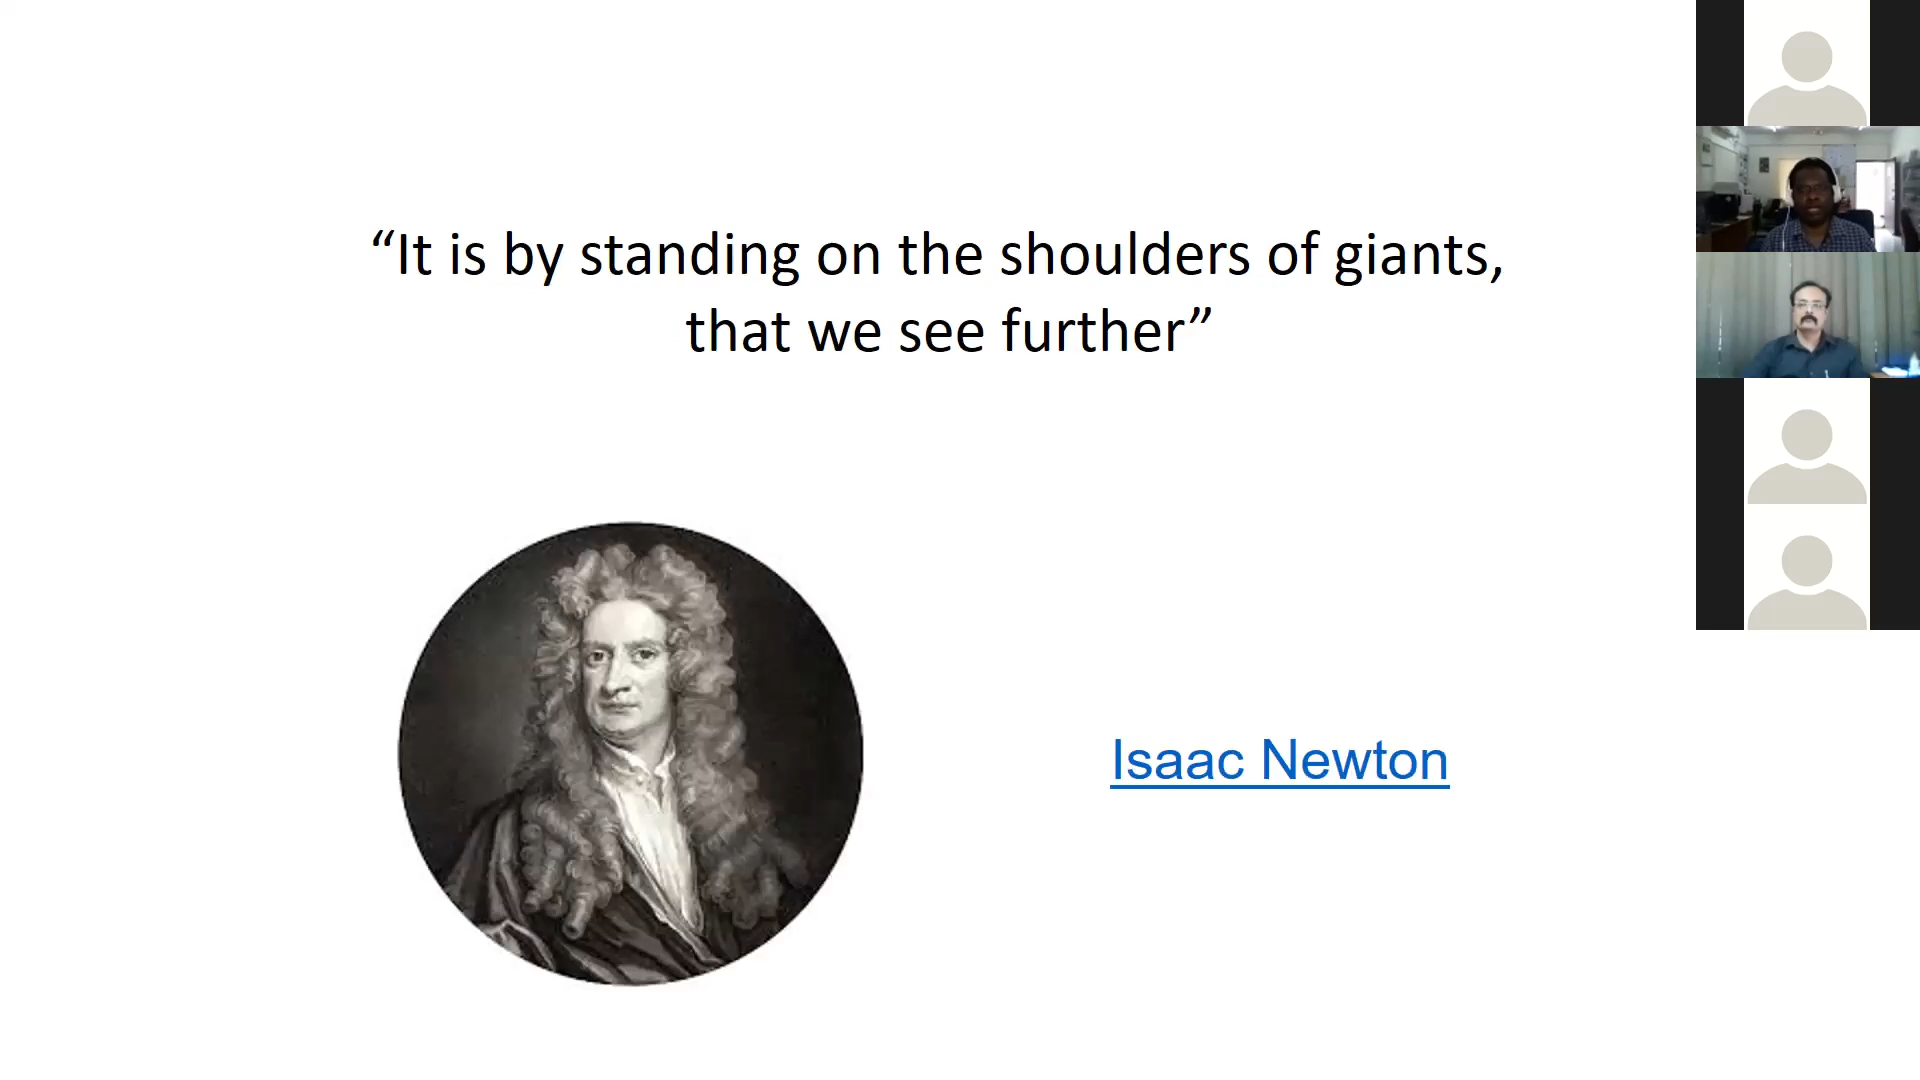 “It is by standing on the shoulders of giants,
that we see further”
Isaac Newton